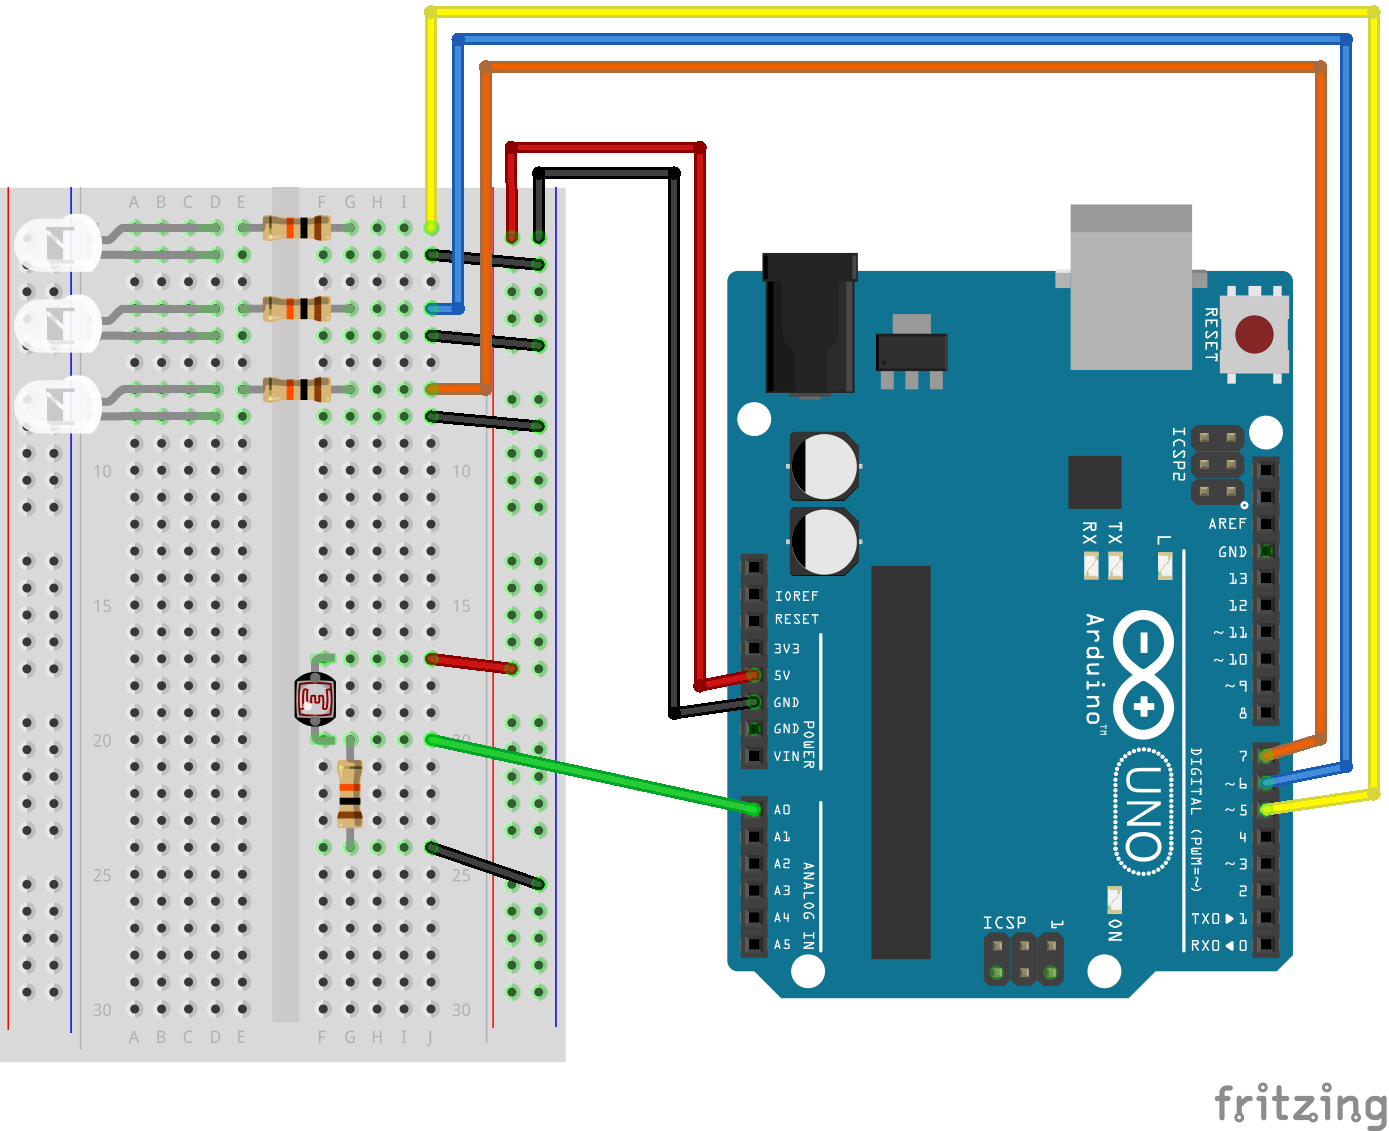 A B C D E F G H I
10 10
15 15
20 20
25 25
30 30
A B C D E F G H I J
RESET
ICSP2
AREF
GND
13
12
~11
~10
~9
8
7
~6
~5
4
~3
2
TX0▶1
RX0◀0
DIGITAL (PWM=~)
IOREF
RESET
3V3
5V
GND
GND
VIN
POWER
A0
A1
A2
A3
A4
A5
ANALOG IN
RX TX L
Arduino™
UNO
ICSP 1
ON
fritzing